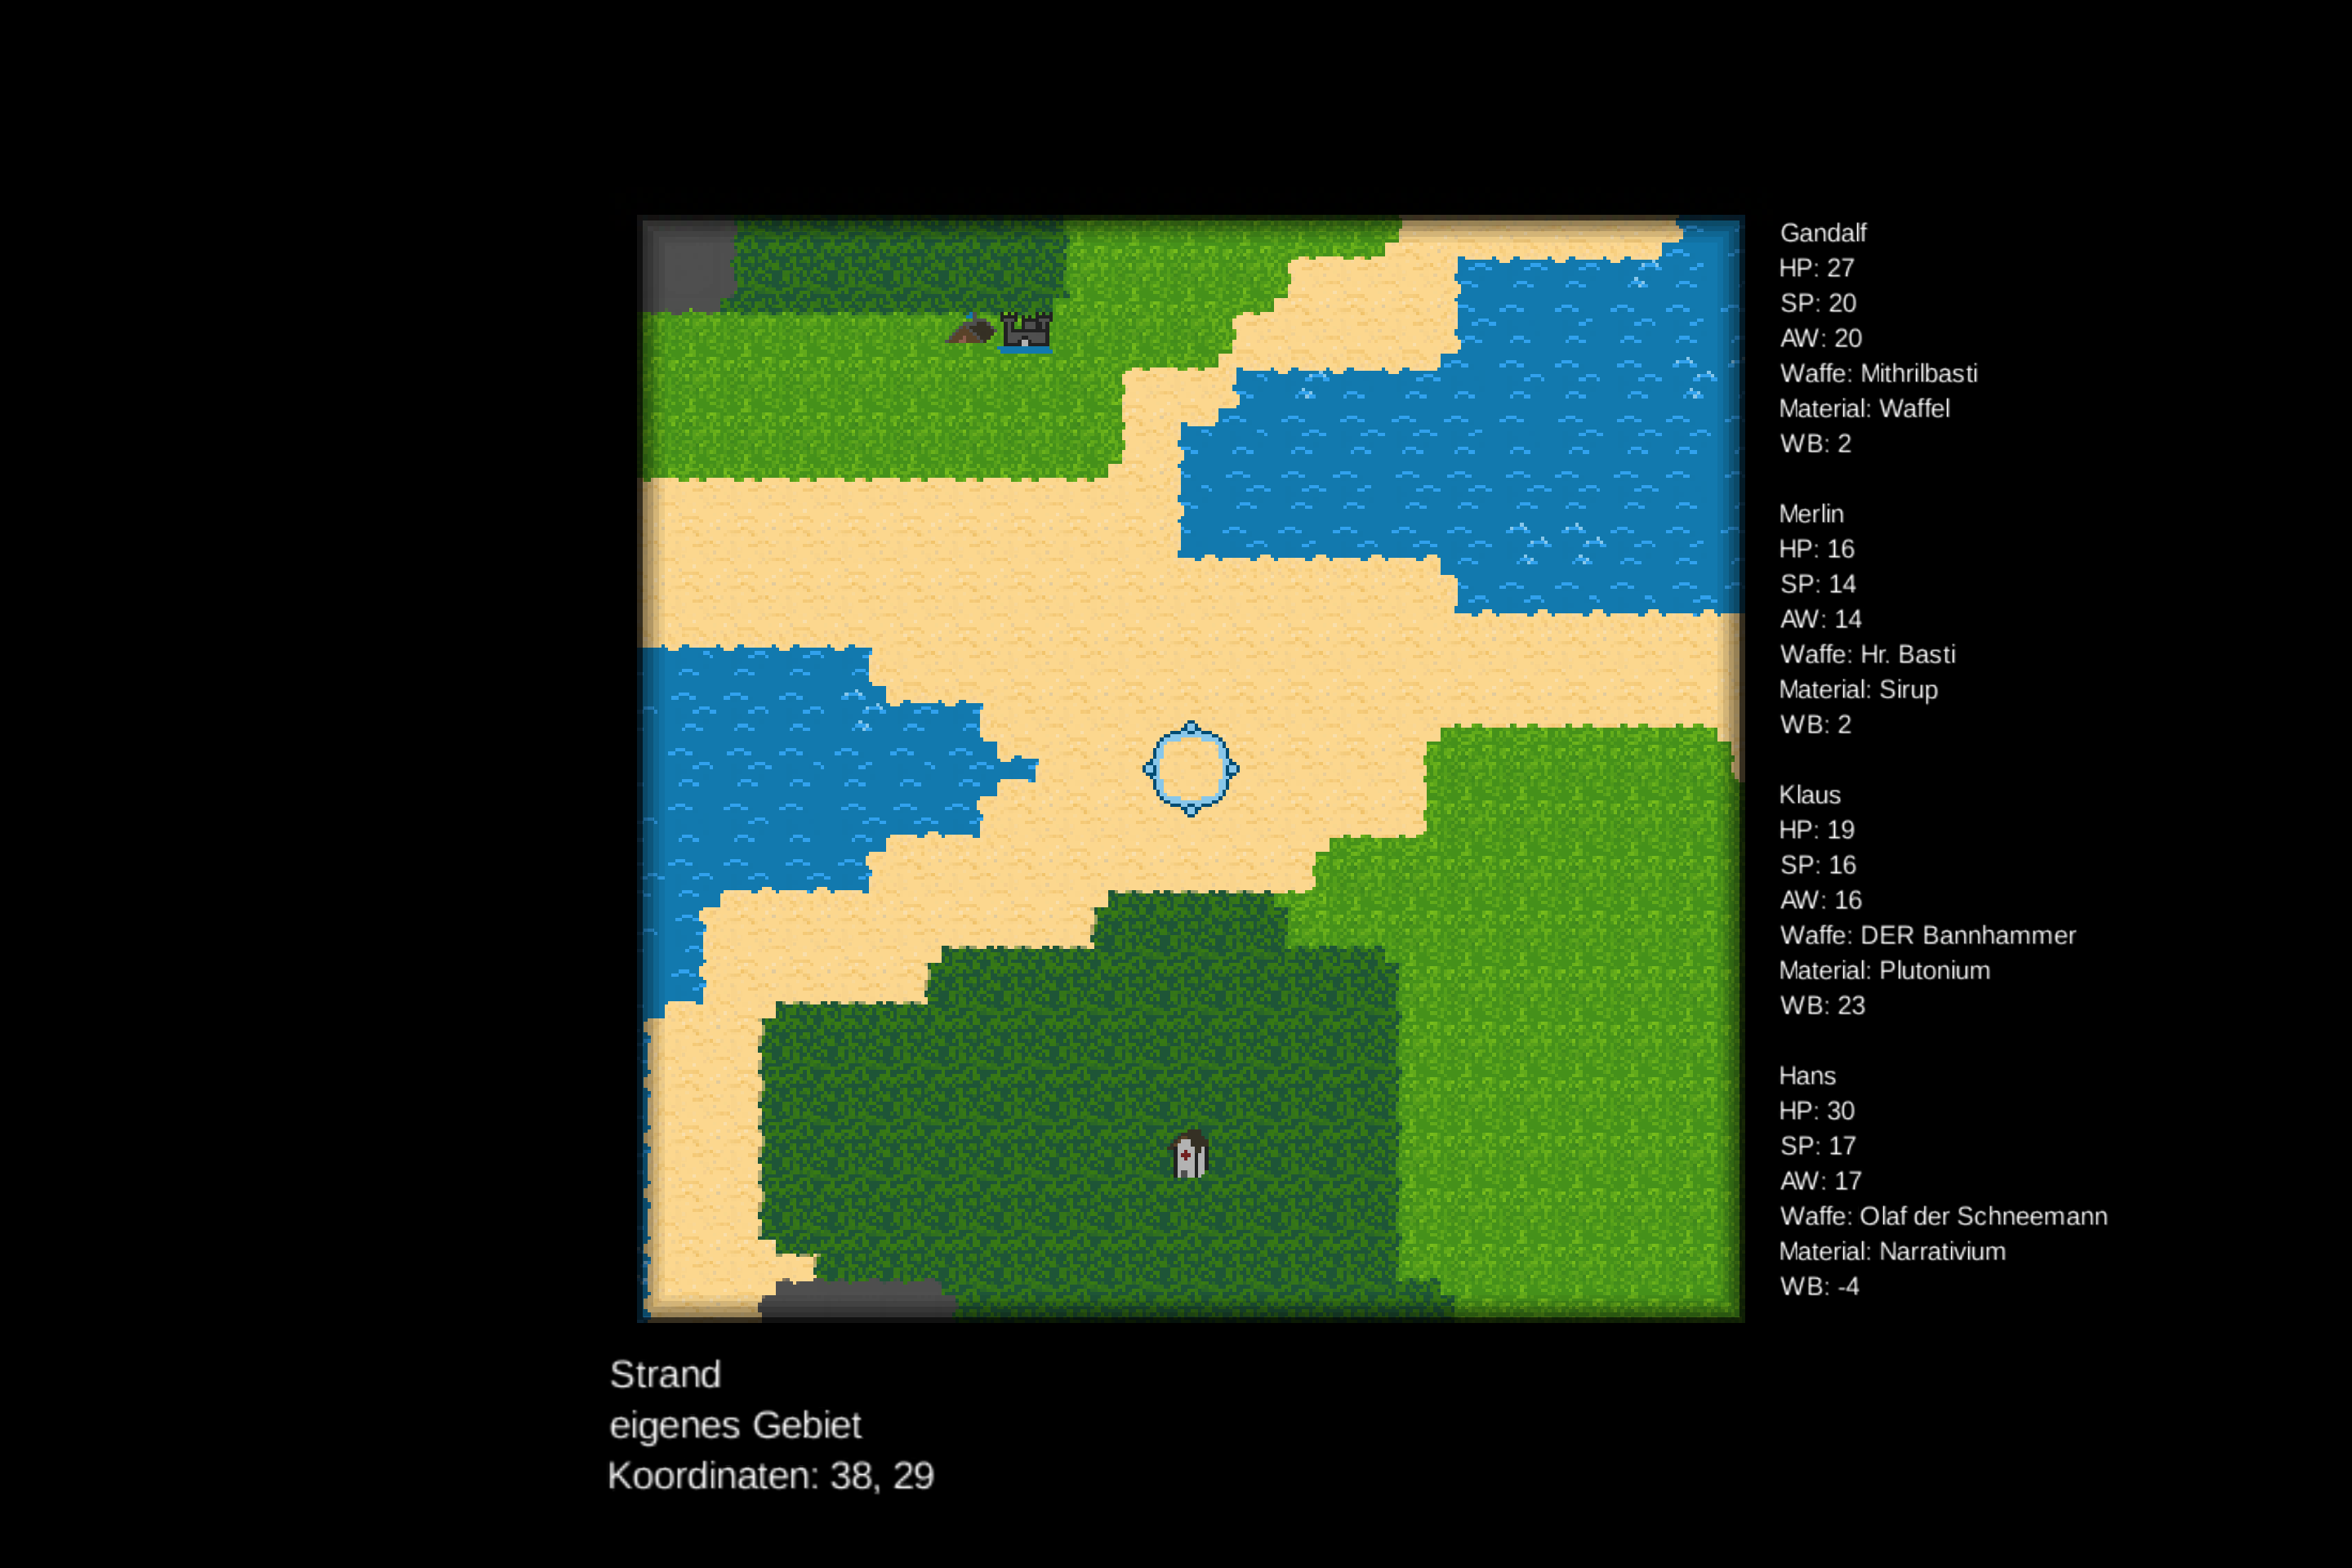 Gandalf
HP: 27
SP: 20
AW: 20
Waffe: Mithrilbasti
Material: Waffel
WB: 2
Merlin
HP: 16
SP: 14
AW: 14
Waffe: Hr. Basti
Material: Sirup
WB: 2
Klaus
HP: 19
SP: 16
AW: 16
Waffe: DER Bannhammer
Material: Plutonium
WB: 23
Hans
HP: 30
SP: 17
AW: 17
Waffe: Olaf der Schneemann
Material: Narrativium
WB: -4
Strand
eigenes Gebiet
Koordinaten: 38, 29